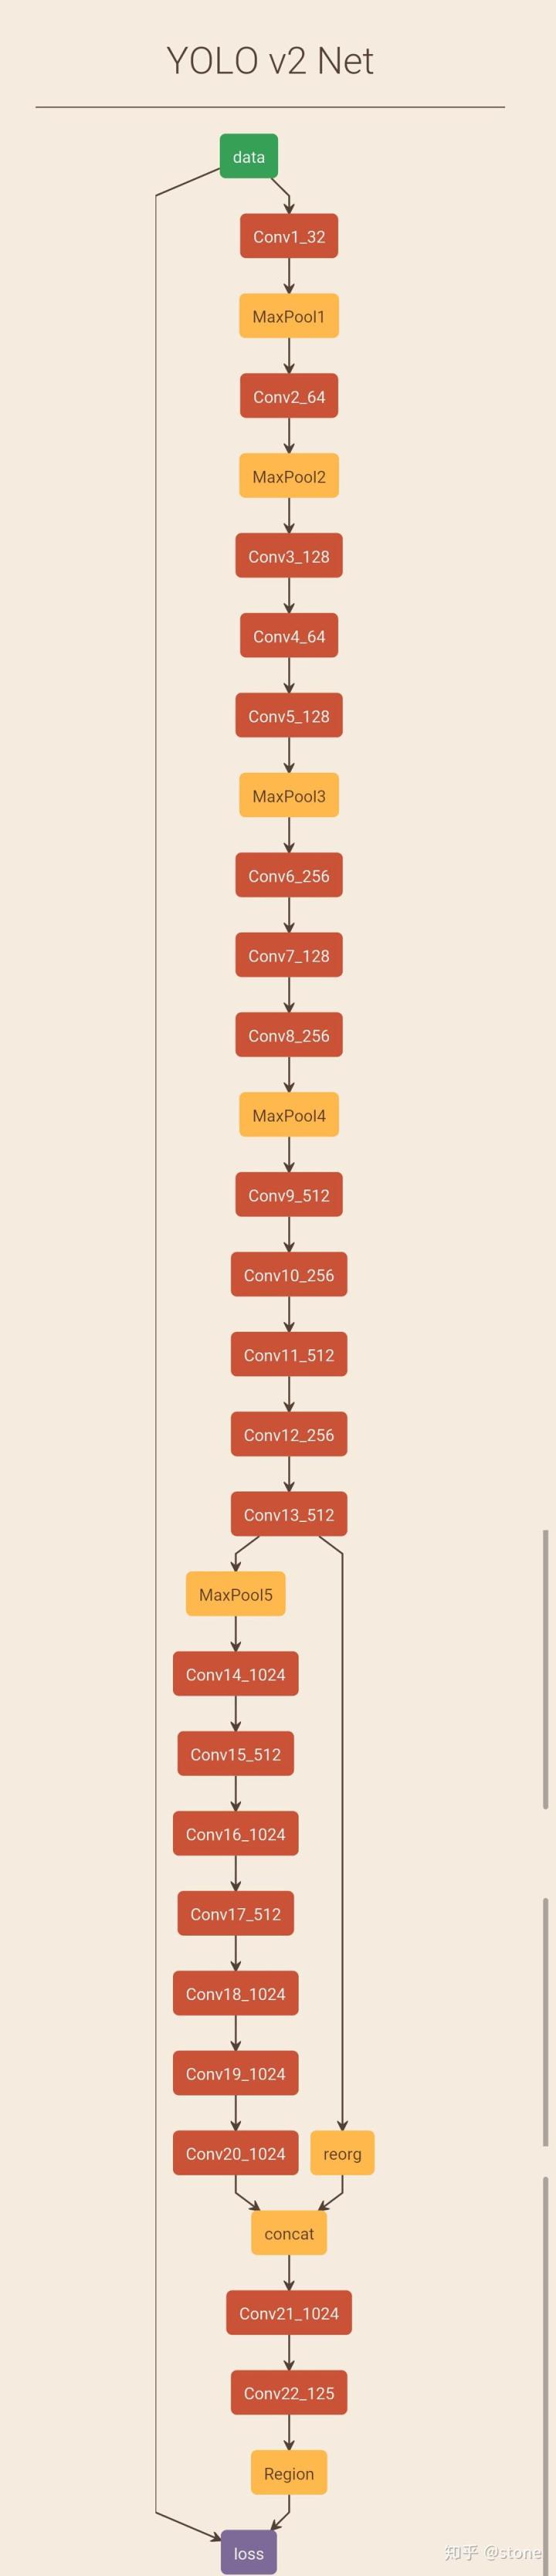 YOLO v2 Net
data
Conv1_32
MaxPool1
Conv2_64
MaxPool2
Conv3_128
Conv4_64
Conv5_128
MaxPool3
Conv6_256
Conv7_128
Conv8_256
MaxPool4
Conv9_512
Conv10_256
Conv11_512
Conv12_256
Conv13_512
MaxPool5
Conv14_1024
Conv15_512
Conv16_1024
Conv17_512
Conv18_1024
Conv19_1024
Conv20_1024 reorg
concat
Conv21_1024
Conv22_125
Region
loss
知乎 @stone